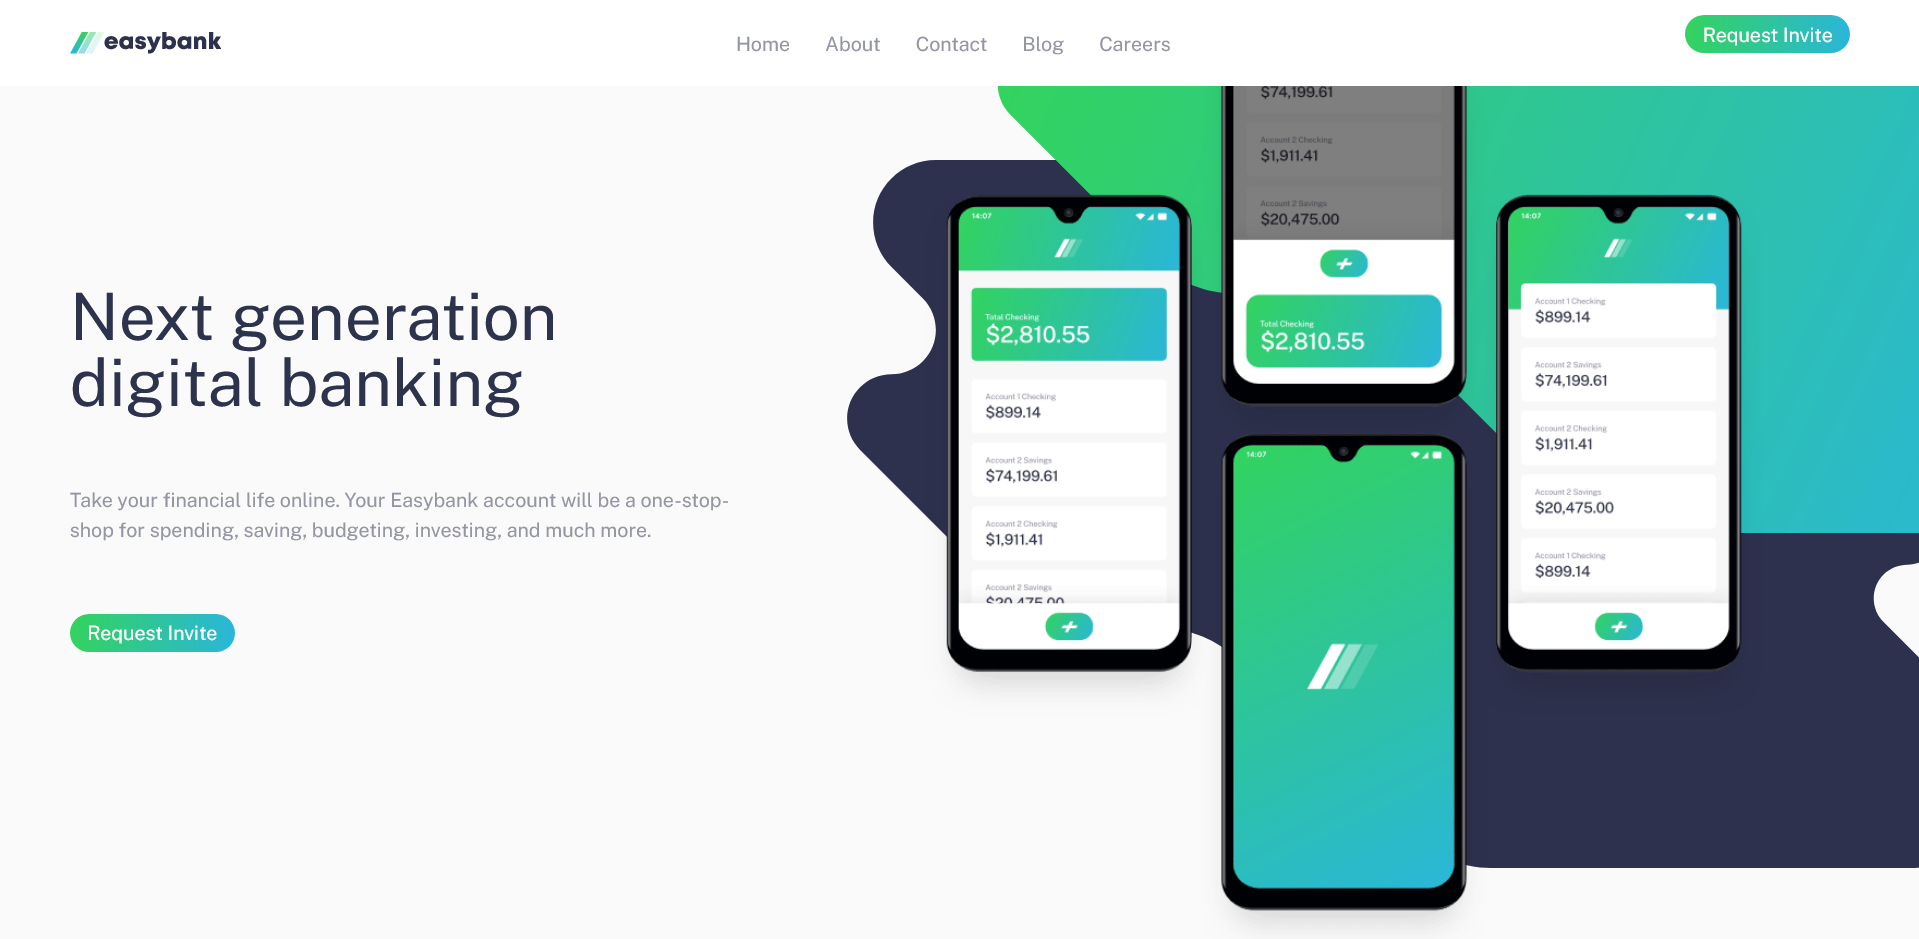 easybank
Home About Contact Blog Careers
Request Invite
Next generation
digital banking
Take your financial life online. Your Easybank account will be a one-stop-
shop for spending, saving, budgeting, investing, and much more.
Request Invite
14:07
Total Checking
$2,810.55
Account 1 Checking
$899.14
Account 2 Savings
$74,199.61
Account 2 Checking
$1,911.41
Account 2 Savings
$20,475.00
$74,199.61
Account 2 Checking
$1,911.41
Account 2 Savings
$20,475.00
Total Checking
$2,810.55
14:07
14:07
Account 1 Checking
$899.14
Account 2 Savings
$74,199.61
Account 2 Checking
$1,911.41
Account 2 Savings
$20,475.00
Account 1 Checking
$899.14